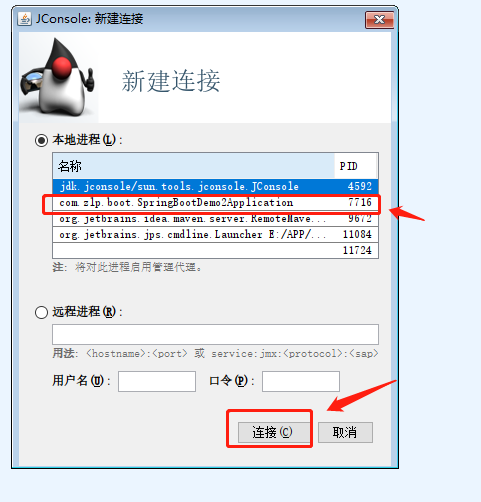 JConsole: 新建连接
新建连接
本地进程(L):
名称 PID
jdk.jconsole/sun.tools.jconsole.JConsole 4592
com.zlp.boot.SpringBootDemo2Application 7716
org.jetbrains.idea.maven.server.RemoteMave... 9672
org.jetbrains.jps.cmdline.Launcher E:/APP/... 11084
11724
注: 将对此进程启用管理代理。
远程进程(R):
用法: <hostname>:<port> 或 service:jmx:<protocol>:<sap>
用户名(U): 口令(P):
连接(C) 取消